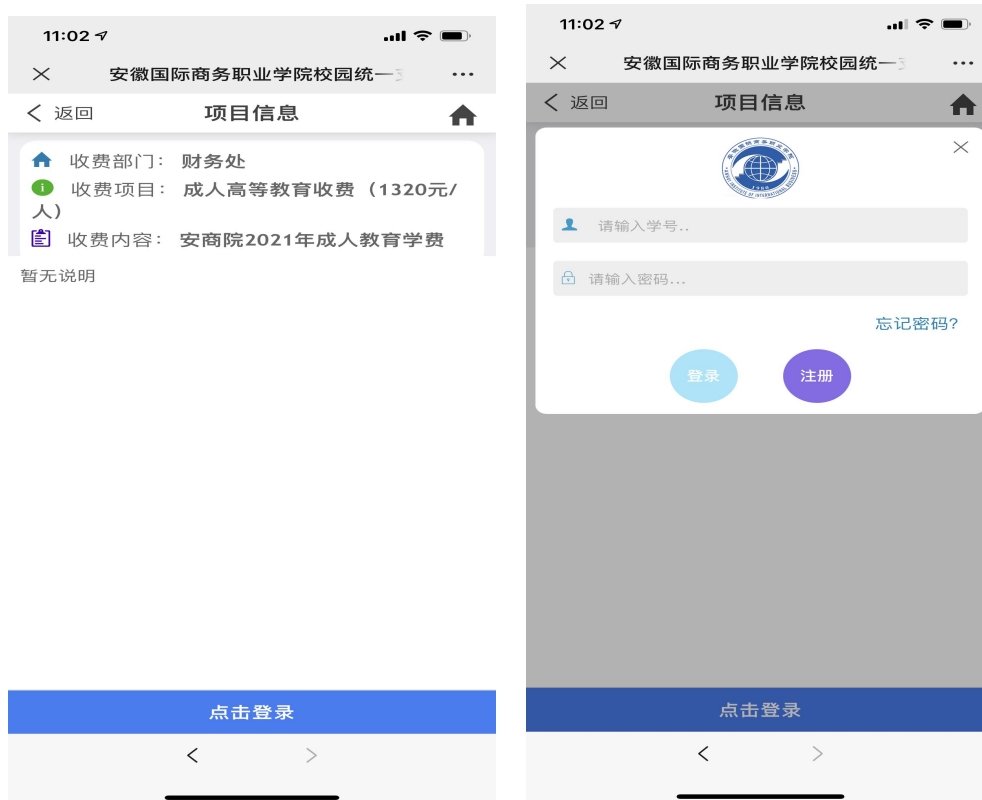 11:02
安徽国际商务职业学院校园统一
返回
项目信息
收费部门： 财务处
收费项目： 成人高等教育收费（1320元/
人）
收费内容： 安商院2021年成人教育学费
暂无说明
点击登录
11:02
安徽国际商务职业学院校园统一
返回
项目信息
1999
请输入学号..
请输入密码...
忘记密码?
登录
注册
点击登录